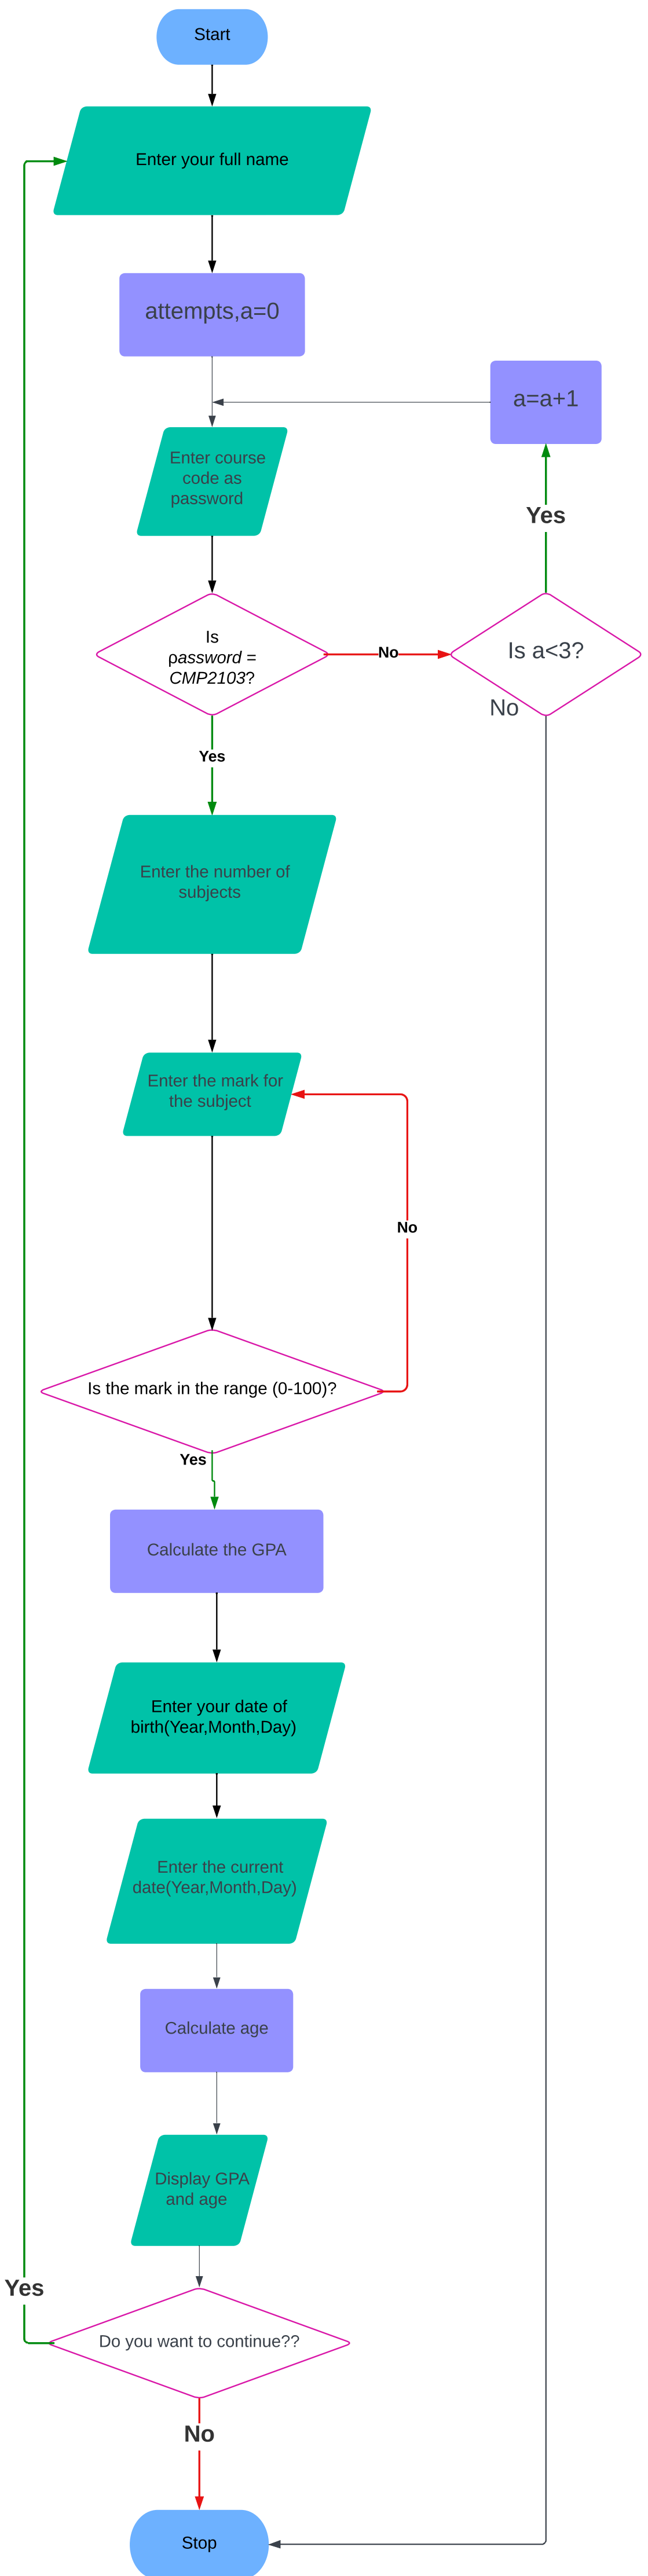 Start
Enter your full name
attempts,a=0
a=a+1
Enter course
code as
password
Yes
Is
ρassword =
CMP2103?
No
Is a<3?
No
Yes
Enter the number of
subjects
Enter the mark for
the subject
No
Is the mark in the range (0-100)?
Yes
Calculate the GPA
Enter your date of
birth(Year,Month,Day)
Enter the current
date(Year,Month,Day)
Calculate age
Display GPA
and age
Yes
Do you want to continue??
No
Stop